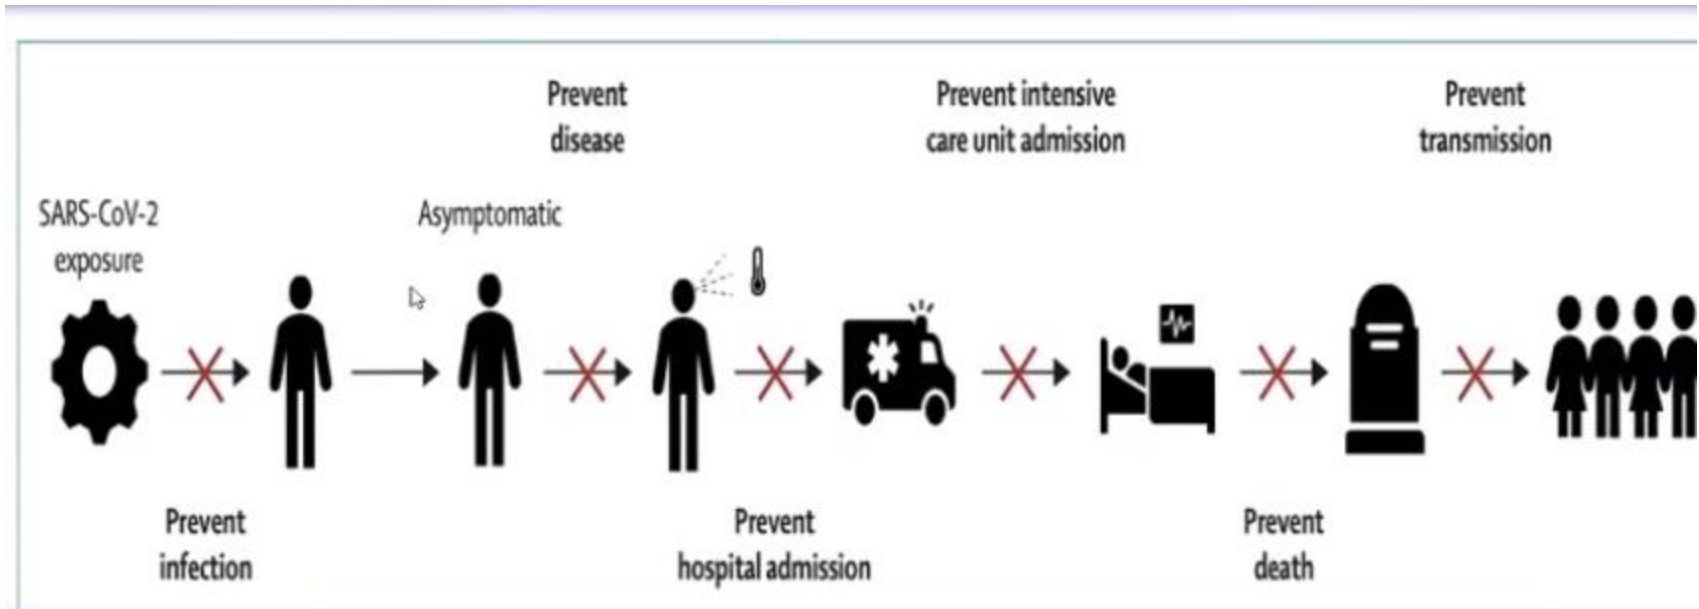 Prevent
disease
Prevent intensive
care unit admission
Prevent
transmission
SARS-CoV-2
exposure
Asymptomatic
Prevent
infection
Prevent
hospital admission
Prevent
death